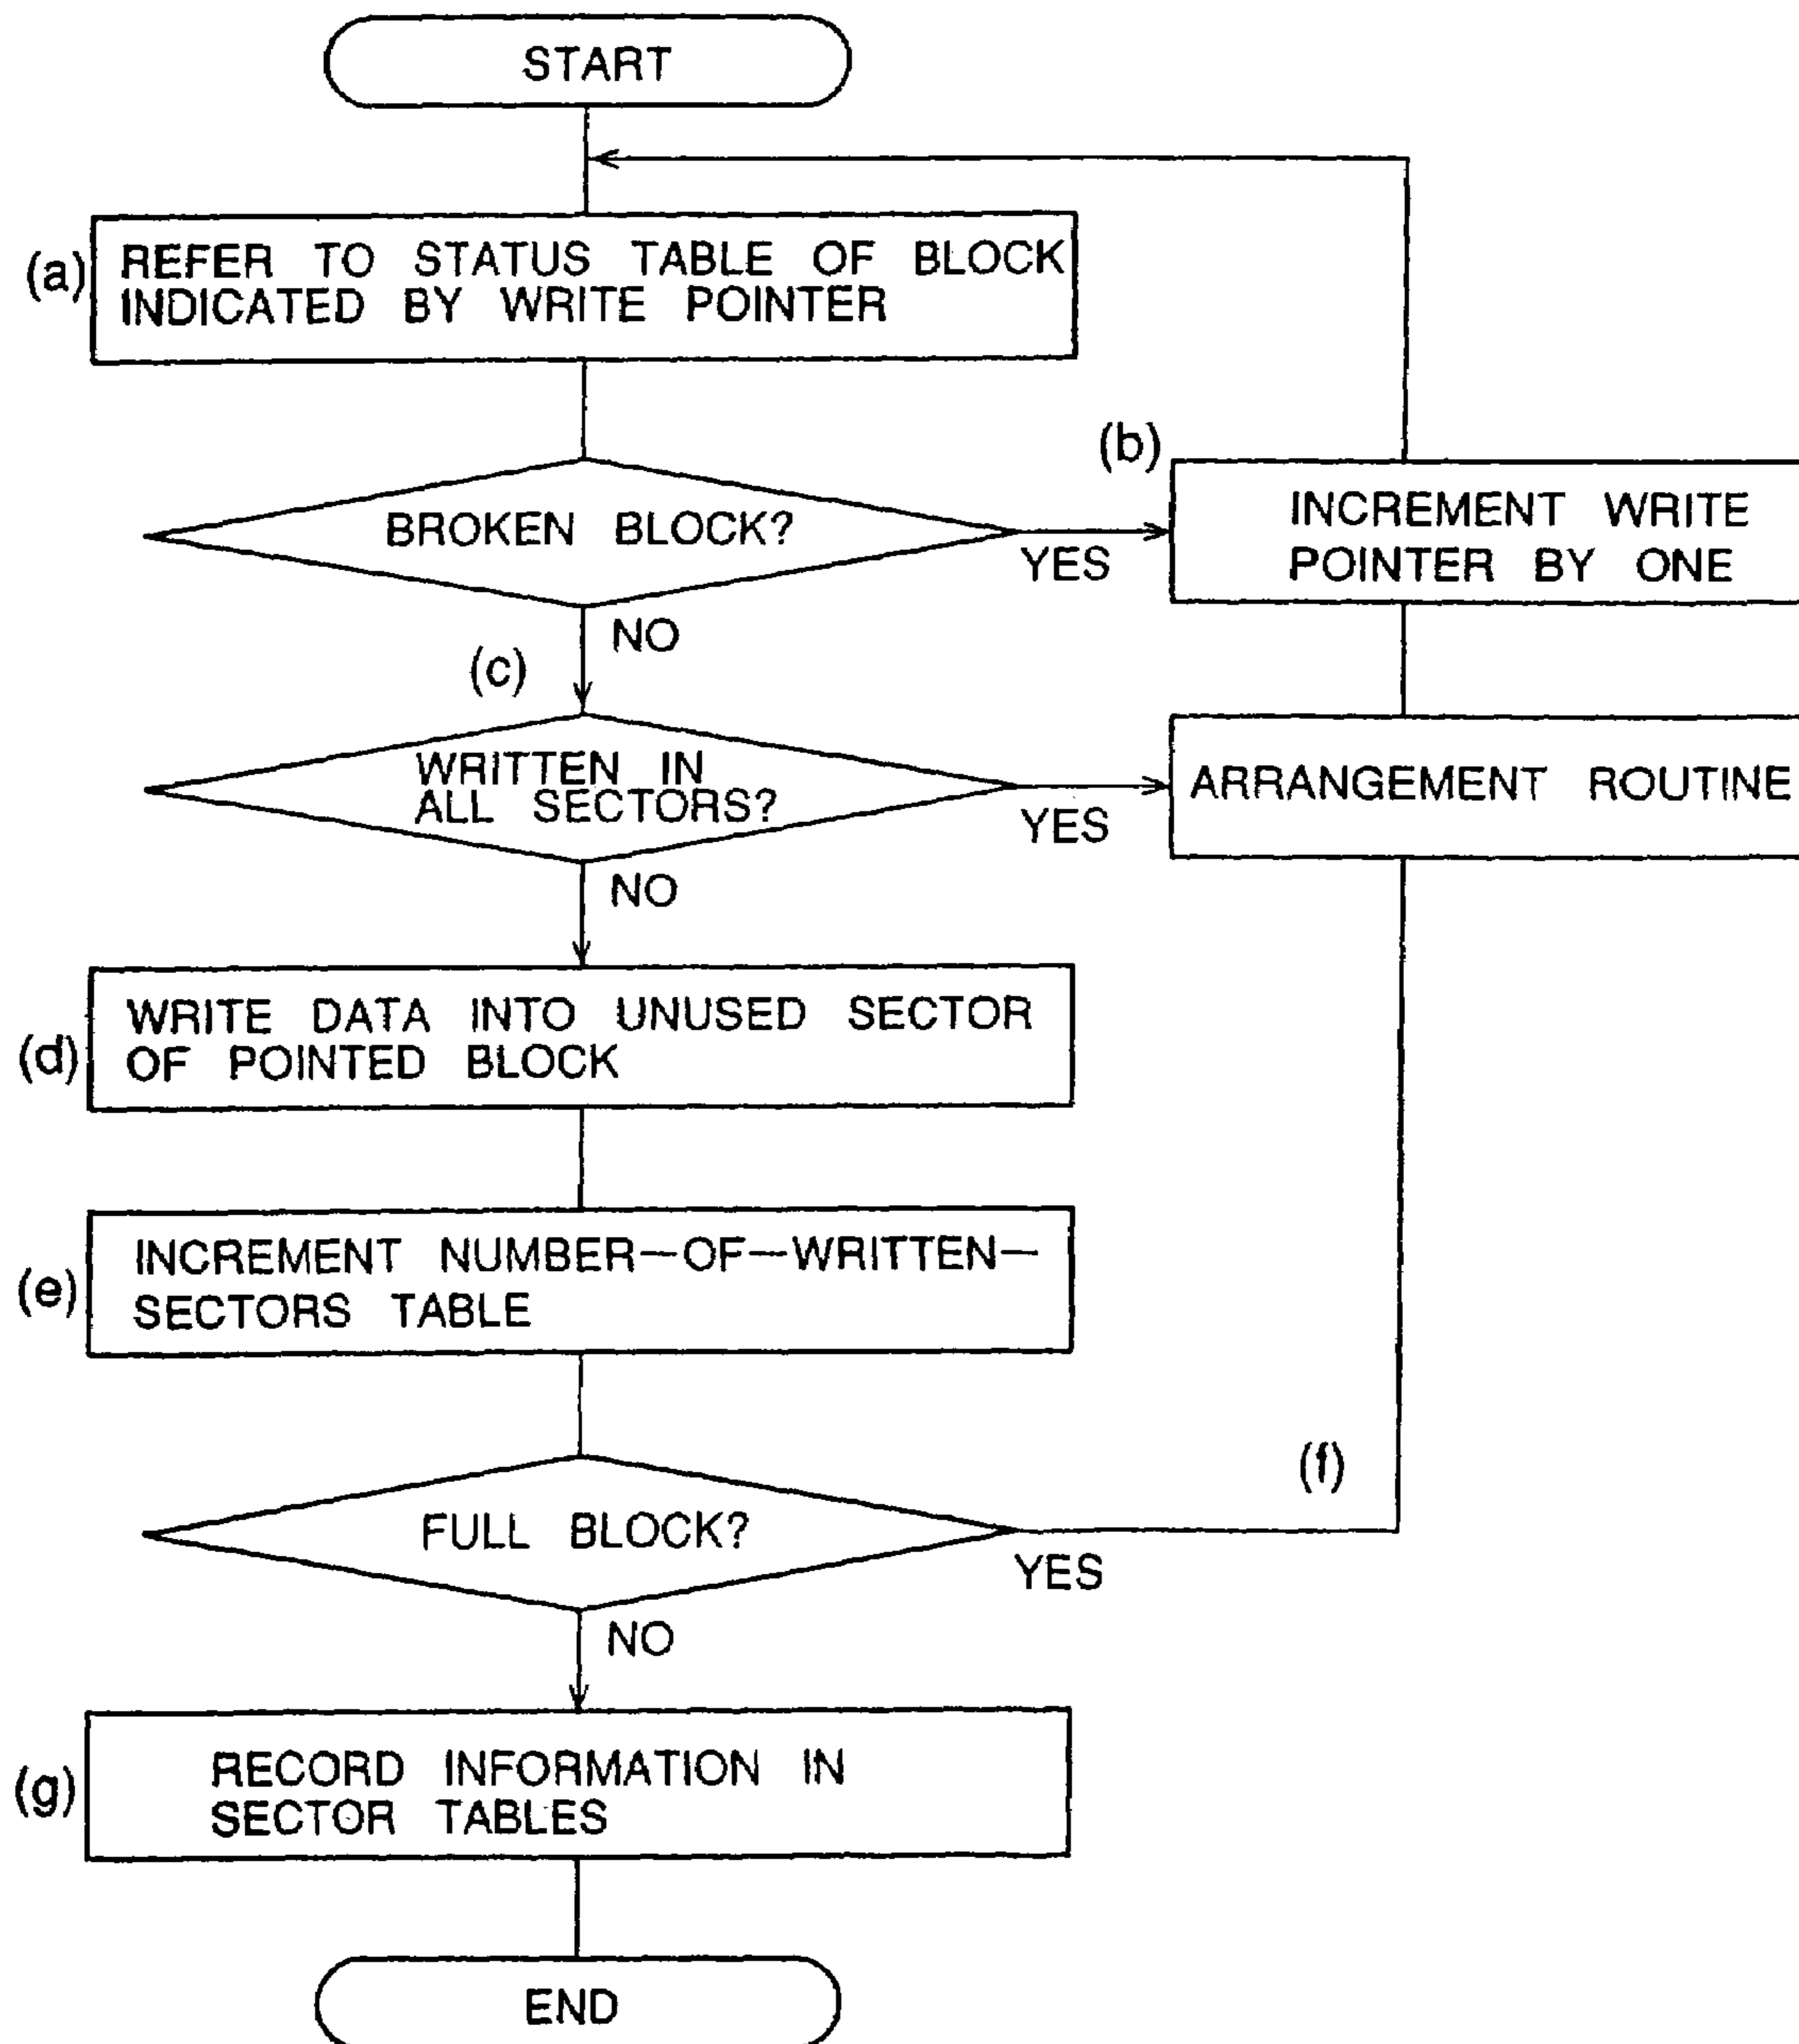 START
(a)
REFER TO STATUS TABLE OF BLOCK
INDICATED BY WRITE POINTER
BROKEN BLOCK?
YES
(b)
INCREMENT WRITE
POINTER BY ONE
NO
(c)
WRITTEN IN
ALL SECTORS?
YES
ARRANGEMENT ROUTINE
NO
(d)
WRITE DATA INTO UNUSED SECTOR
OF POINTED BLOCK
(e)
INCREMENT NUMBER—OF—WRITTEN—
SECTORS TABLE
(f)
FULL BLOCK?
YES
NO
(g)
RECORD INFORMATION IN
SECTOR TABLES
END